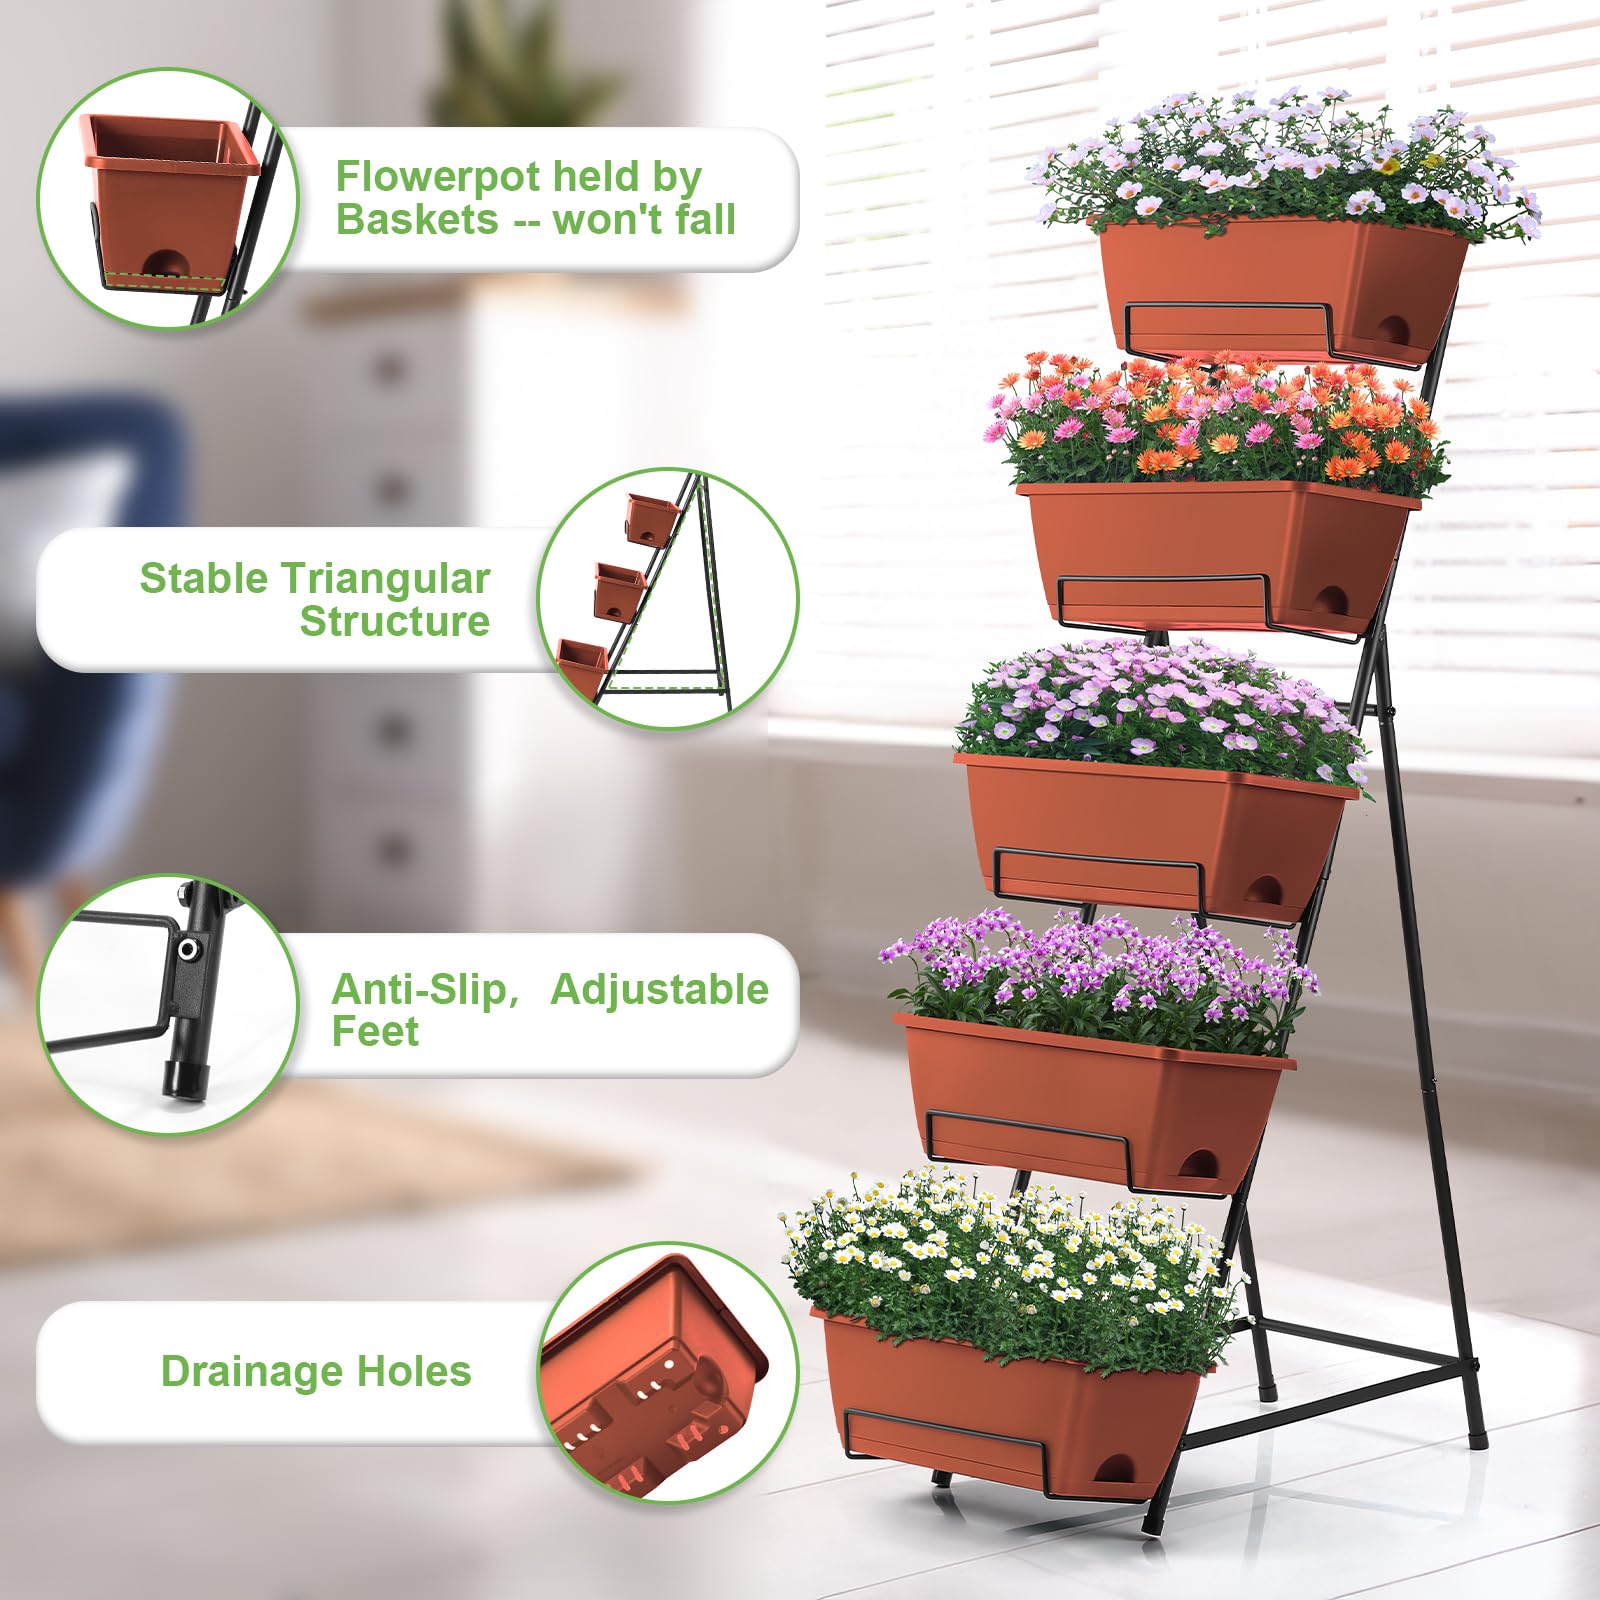 Flowerpot held by
Baskets -- won't fall
Stable Triangular
Structure
Anti-Slip,  Adjustable
Feet
Drainage Holes